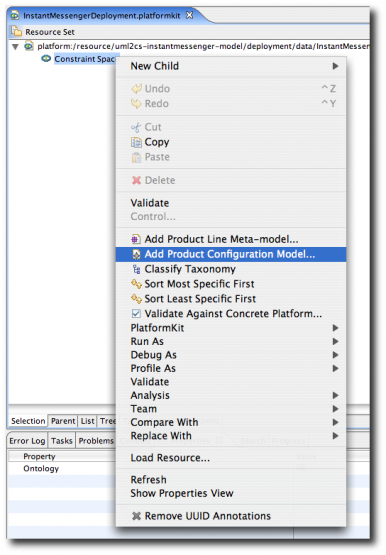 InstantMessengerDeployment.platformkit
Resource Set
platform:/resource/uml2cs-instantmessenger-model/deployment/data/InstantMessen
Constraint Space
New Child
Undo ^Z
Redo ^Y
Cut
Copy
Paste
Delete
Validate
Control...
Add Product Line Meta-model...
Add Product Configuration Model...
Classify Taxonomy
Sort Most Specific First
Sort Least Specific First
Validate Against Concrete Platform...
PlatformKit
Run As
Debug As
Profile As
Validate
Analysis
Team
Compare With
Replace With
Load Resource...
Refresh
Show Properties View
Remove UUID Annotations
Selection Parent List Tree
Error Log Tasks Problems
Property
Ontology